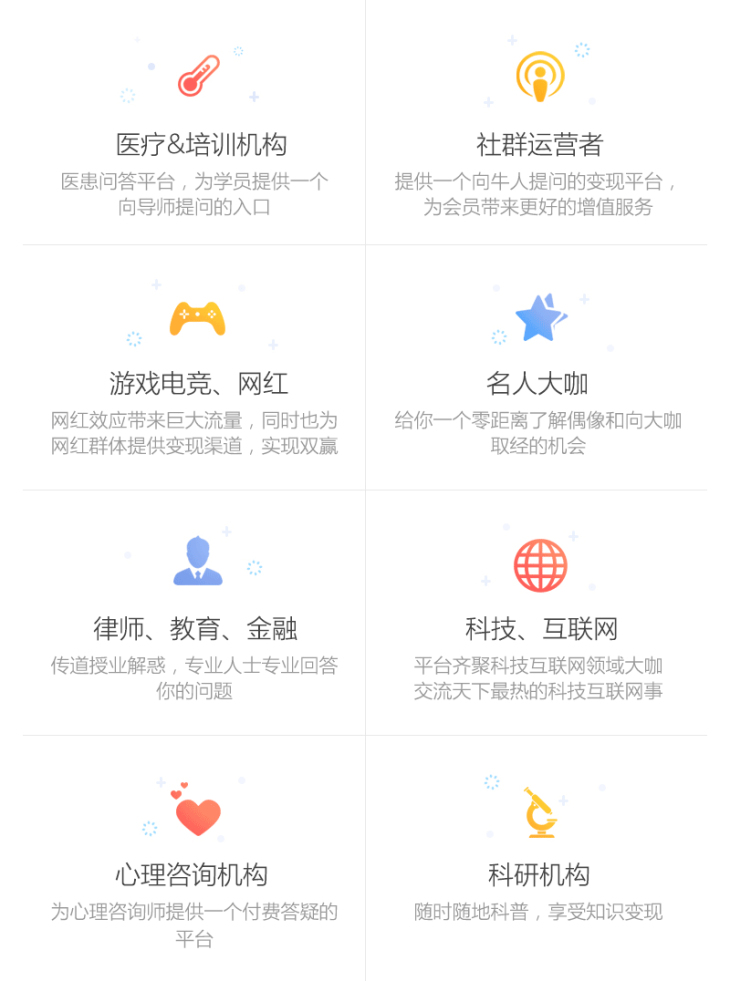 医疗&培训机构
医患问答平台，为学员提供一个
向导师提问的入口
社群运营者
提供一个向牛人提问的变现平台，
为会员带来更好的增值服务
游戏电竞、网红
网红效应带来巨大流量，同时也为
网红群体提供变现渠道，实现双赢
名人大咖
给你一个零距离了解偶像和向大咖
取经的机会
律师、教育、金融
传道授业解惑，专业人士专业回答
你的问题
科技、互联网
平台齐聚科技互联网领域大咖
交流天下最热的科技互联网事
心理咨询机构
为心理咨询师提供一个付费答疑的
平台
科研机构
随时随地科普，享受知识变现